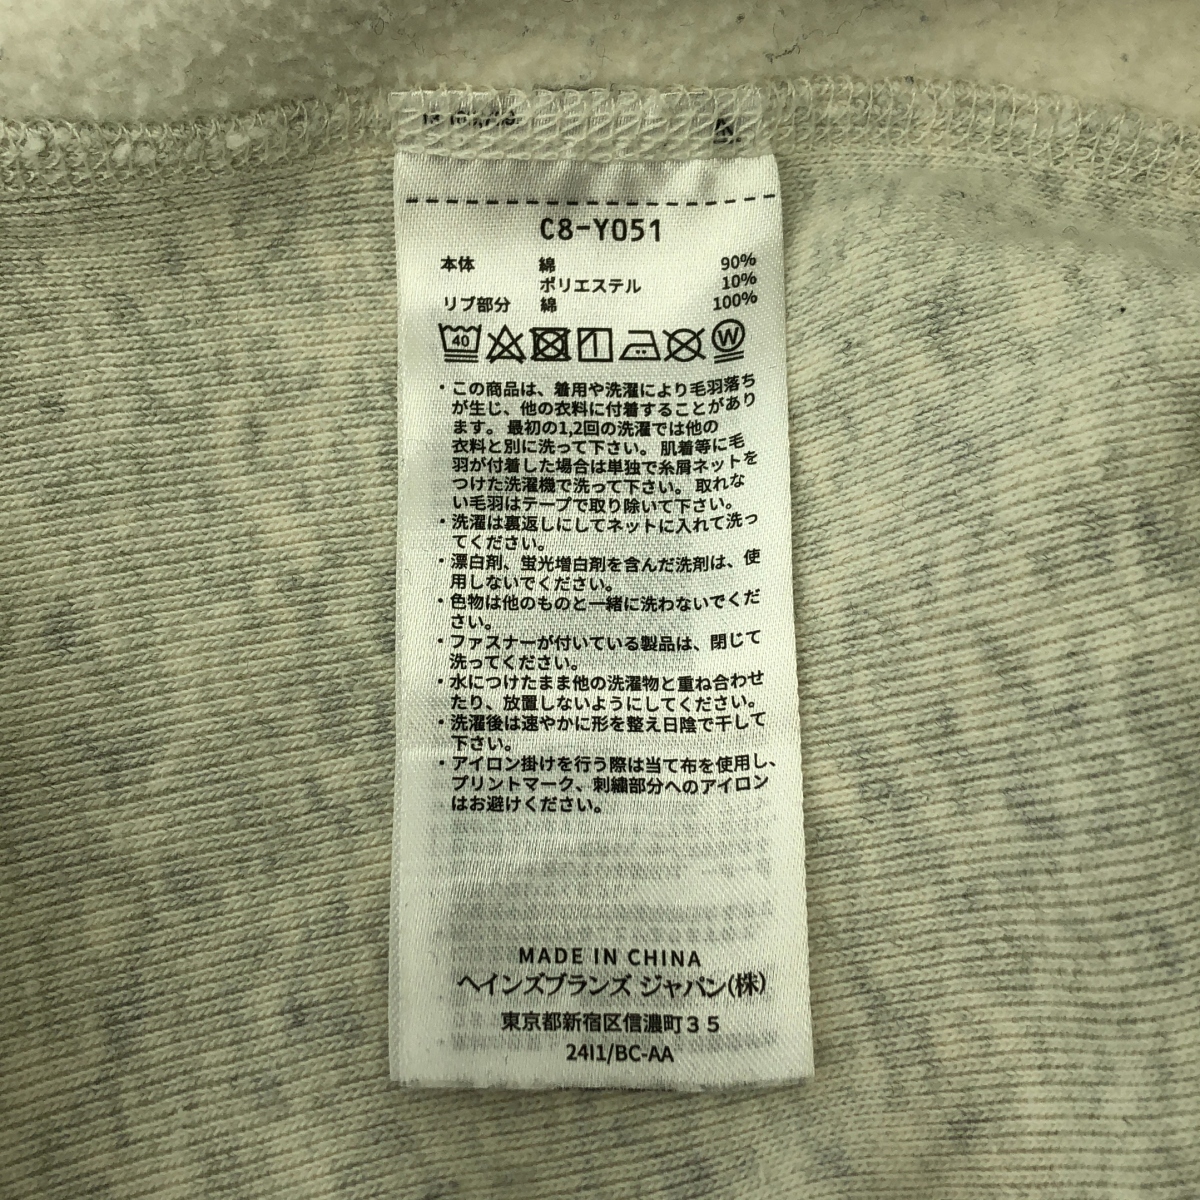 C8-Y051
本体 綿 90%
ポリエステル 10%
リブ部分 綿 100%
40 W
・この商品は、着用や洗濯により毛羽落ち
が生じ、他の衣料に付着することがあり
ます。最初の1,2回の洗濯では他の
衣料と別に洗って下さい。肌着等に毛
羽が付着した場合は単独で糸屑ネットを
つけた洗濯機で洗って下さい。取れな
い毛羽はテープで取り除いて下さい。
・洗濯は裏返しにしてネットに入れて洗っ
てください。
・漂白剤、蛍光増白剤を含んだ洗剤は、使
用しないでください。
・色物は他のものと一緒に洗わないでくだ
さい。
・ファスナーが付いている製品は、閉じて
洗ってください。
・水につけたまま他の洗濯物と重ね合わせ
たり、放置しないようにしてください。
・洗濯後は速やかに形を整え日陰で干して
下さい。
・アイロン掛けを行う際は当て布を使用し、
プリントマーク、刺繍部分へのアイロン
はお避けください。
MADE IN CHINA
ヘインズブランズ ジャパン(株)
東京都新宿区信濃町35
24I1/BC-AA